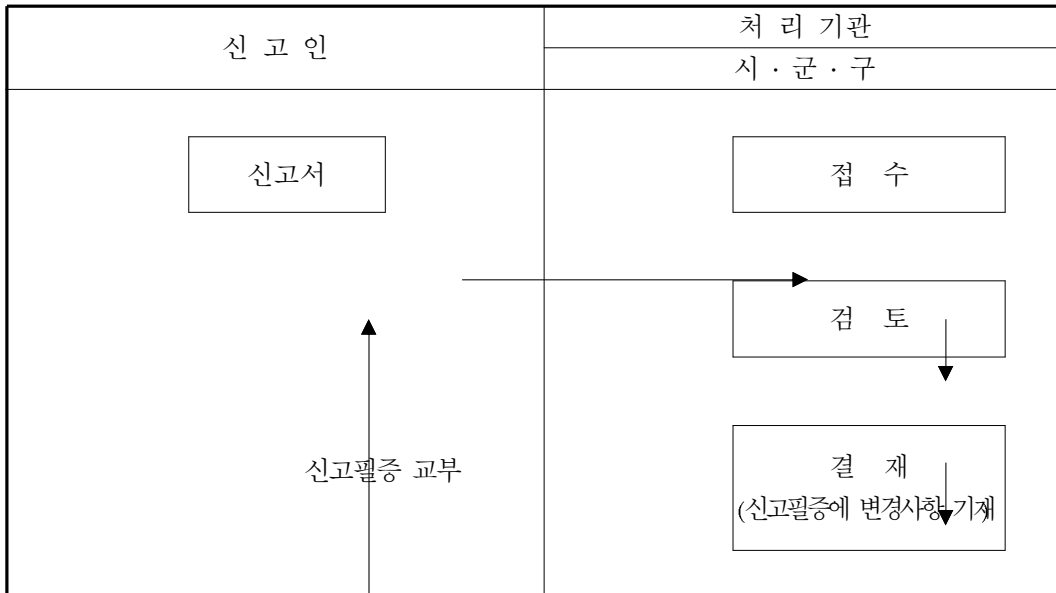 신 고 인
처 리 기관
시 · 군 · 구
신고서
접 수
검 토
신고필증 교부
결 재
(신고필증에 변경사항 기재)